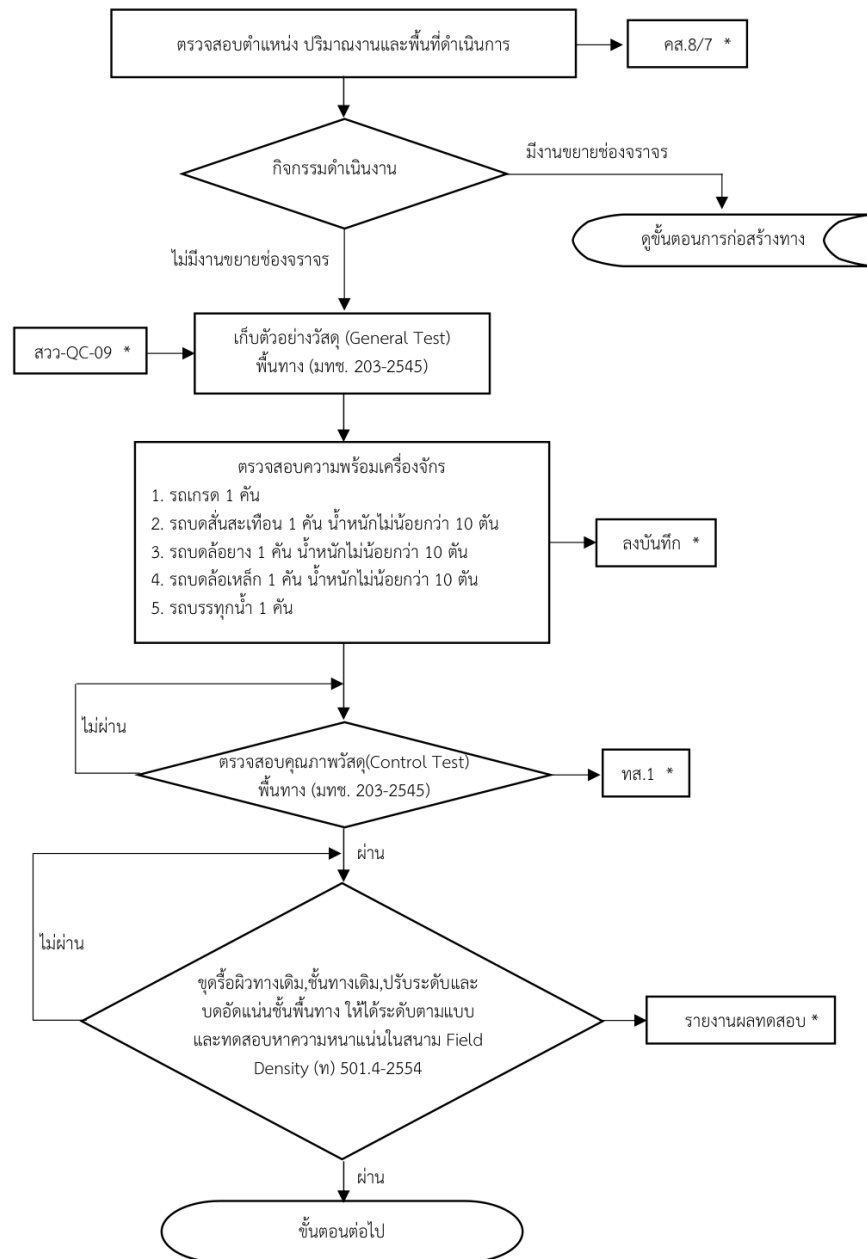 ตรวจสอบตำแหน่ง ปริมาณงานและพื้นที่ดำเนินการ
คส.8/7 *
กิจกรรมดำเนินงาน
มีงานขยายช่องจราจร
ดูขั้นตอนการก่อสร้างทาง
ไม่มีงานขยายช่องจราจร
สวว-QC-09 *
เก็บตัวอย่างวัสดุ (General Test)
พื้นทาง (มทช. 203-2545)
ตรวจสอบความพร้อมเครื่องจักร
1. รถเกรด 1 คัน
2. รถบดสั่นสะเทือน 1 คัน น้ำหนักไม่น้อยกว่า 10 ตัน
3. รถบดล้อยาง 1 คัน น้ำหนักไม่น้อยกว่า 10 ตัน
4. รถบดล้อเหล็ก 1 คัน น้ำหนักไม่น้อยกว่า 10 ตัน
5. รถบรรทุกน้ำ 1 คัน
ลงบันทึก *
ไม่ผ่าน
ตรวจสอบคุณภาพวัสดุ(Control Test)
พื้นทาง (มทช. 203-2545)
ทส.1 *
ผ่าน
ไม่ผ่าน
ขุดรื้อผิวทางเดิม,ชั้นทางเดิม,ปรับระดับและ
บดอัดแน่นชั้นพื้นทาง ให้ได้ระดับตามแบบ
และทดสอบหาความหนาแน่นในสนาม Field
Density (ท) 501.4-2554
รายงานผลทดสอบ *
ผ่าน
ขั้นตอนต่อไป